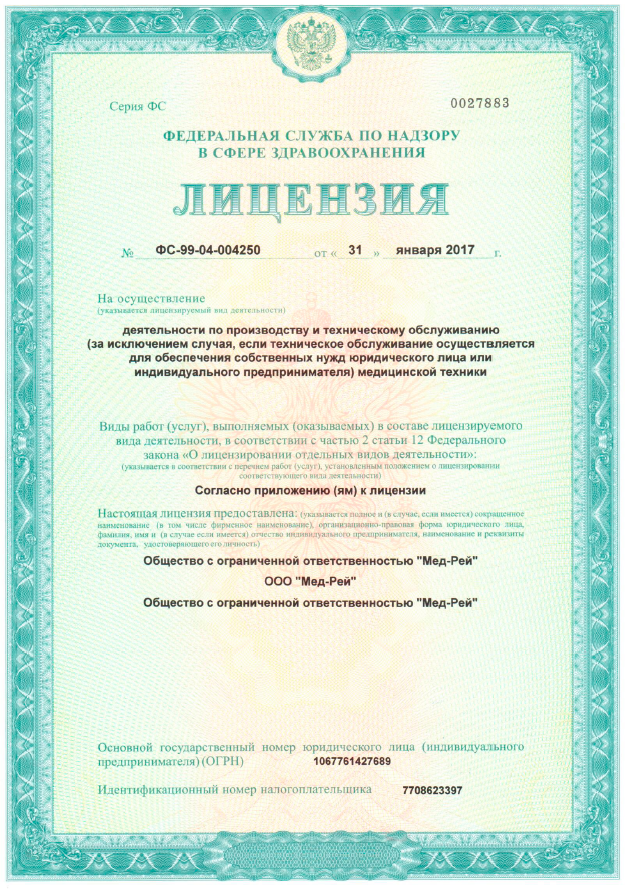 Серия ФС 0027883
ФЕДЕРАЛЬНАЯ СЛУЖБА ПО НАДЗОРУ
В СФЕРЕ ЗДРАВООХРАНЕНИЯ
ЛИЦЕНЗИЯ
№ ФС-99-04-004250 от « 31 » января 2017 г.
На осуществление
(указывается лицензируемый вид деятельности)
деятельности по производству и техническому обслуживанию
(за исключением случая, если техническое обслуживание осуществляется
для обеспечения собственных нужд юридического лица или
индивидуального предпринимателя) медицинской техники
Виды работ (услуг), выполняемых (оказываемых) в составе лицензируемого
вида деятельности, в соответствии с частью 2 статьи 12 Федерального
закона «О лицензировании отдельных видов деятельности»:
(указывается в соответствии с перечнем работ (услуг), установленным положением о лицензировании
соответствующего вида деятельности)
Согласно приложению (ям) к лицензии
Настоящая лицензия предоставлена: (указывается полное и (в случае, если имеется) сокращенное
наименование (в том числе фирменное наименование), организационно-правовая форма юридического лица,
фамилия, имя и (в случае если имеется) отчество индивидуального предпринимателя, наименование и реквизиты
документа, удостоверяющего его личность)
Общество с ограниченной ответственностью "Мед-Рей"
ООО "Мед-Рей"
Общество с ограниченной ответственностью "Мед-Рей"
Основной государственный номер юридического лица (индивидуального
предпринимателя) (ОГРН) 1067761427689
Идентификационный номер налогоплательщика 7708623397